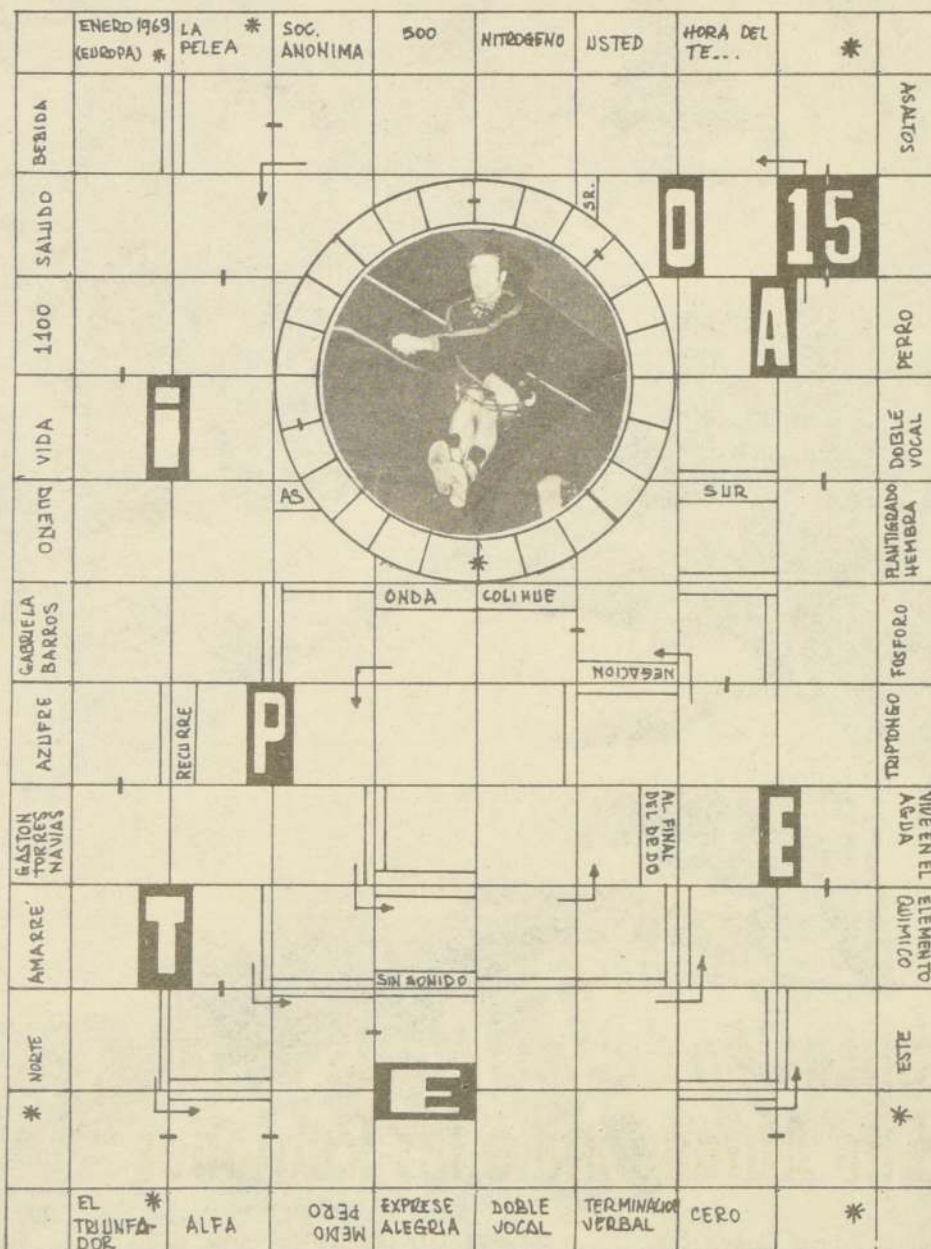 ENERO 1969
(EUROPA) *
LA *
PELEA
SOC.
ANONIMA
500
NITROGENO
USTED
HORA DEL
TE...
*
BEBIDA
ASALTOS
SALUDO
SR.
O
15
1100
A
PERRO
VIDA
i
DOBLE
VOCAL
DUENO
AS
SUR
PLANTIGRADO
HEMBRA
*
GABRIELA
BARROS
ONDA
COLIHUE
NEGACION
FOSFORO
AZUFRE
RECURRE
P
TRIPTONGO
GASTON
TORRES
NAVIAS
AL FINAL
DEL DEDO
E
VIVE EN EL
AGUA
AMARRE'
T
SIN SONIDO
ELEMENTO
QUIMICO
NORTE
E
ESTE
*
*
EL *
TRIUNFA-
DOR
ALFA
MEDIO
PERO
EXPRESE
ALEGRIA
DOBLE
VOCAL
TERMINACION
VERBAL
CERO
*